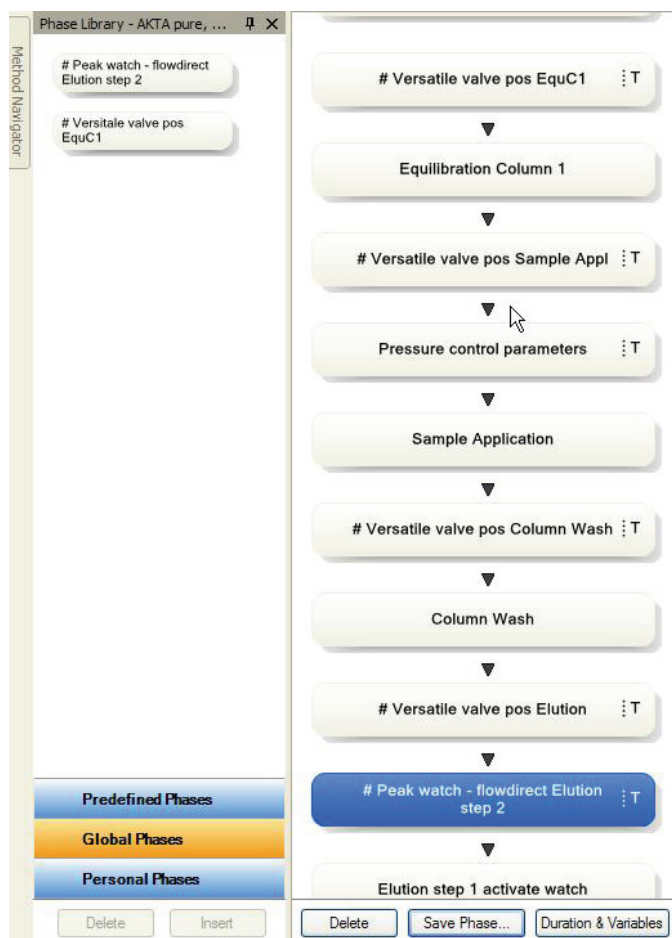 Method Navigator
Phase Library - AKTA pure, ...
# Peak watch - flowdirect
Elution step 2
# Versitale valve pos
EquC1
Predefined Phases
Global Phases
Personal Phases
Delete
Insert
# Versatile valve pos EquC1
T
Equilibration Column 1
# Versatile valve pos Sample Appl
T
Pressure control parameters
T
Sample Application
# Versatile valve pos Column Wash
T
Column Wash
# Versatile valve pos Elution
T
# Peak watch - flowdirect Elution
step 2
T
Elution step 1 activate watch
Delete
Save Phase...
Duration & Variables